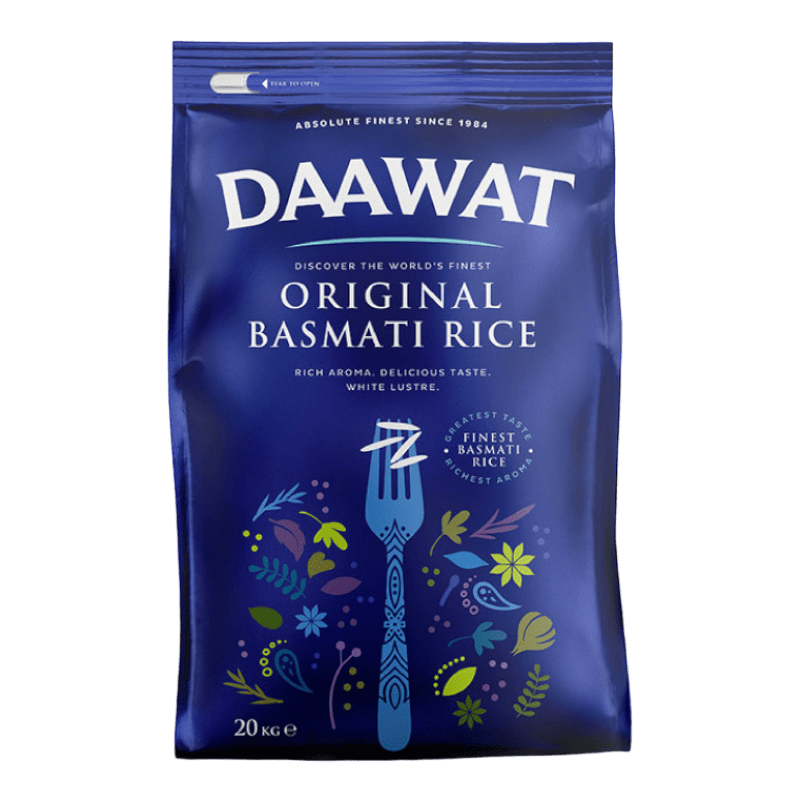 TEAR TO OPEN
ABSOLUTE FINEST SINCE 1984
DAAWAT
DISCOVER THE WORLD'S FINEST
ORIGINAL
BASMATI RICE
RICH AROMA. DELICIOUS TASTE.
WHITE LUSTRE.
GREATEST TASTE
FINEST
BASMATI
RICE
RICHEST AROMA
20 KG ℮